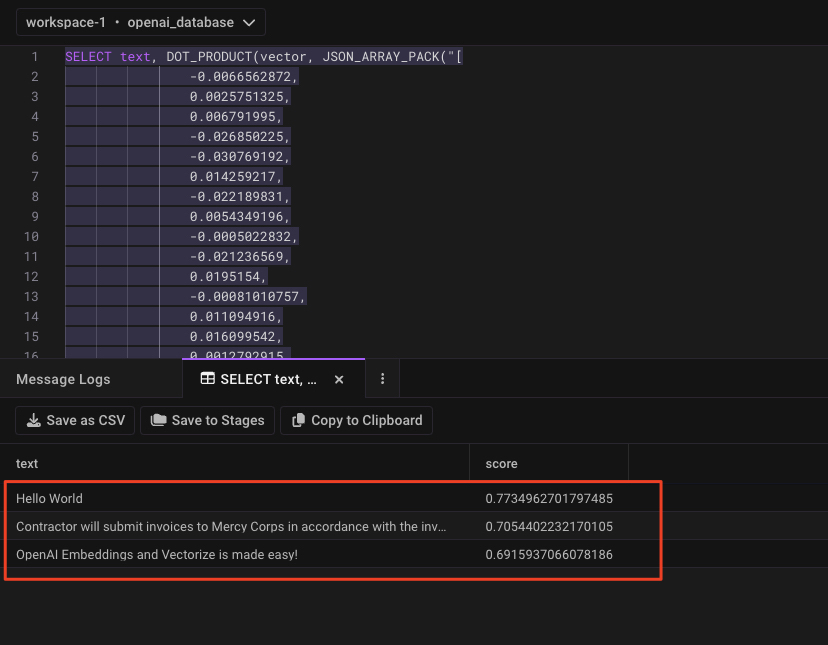 workspace-1 • openai_database
1 SELECT text, DOT_PRODUCT(vector, JSON_ARRAY_PACK("[
2 -0.0066562872,
3 0.0025751325,
4 0.006791995,
5 -0.026850225,
6 -0.030769192,
7 0.014259217,
8 -0.022189831,
9 0.0054349196,
10 -0.0005022832,
11 -0.021236569,
12 0.0195154,
13 -0.00081010757,
14 0.011094916,
15 0.016099542,
16 0.0012792915,
Message Logs
SELECT text, ...
Save as CSV
Save to Stages
Copy to Clipboard
text score
Hello World 0.7734962701797485
Contractor will submit invoices to Mercy Corps in accordance with the inv... 0.7054402232170105
OpenAI Embeddings and Vectorize is made easy! 0.6915937066078186